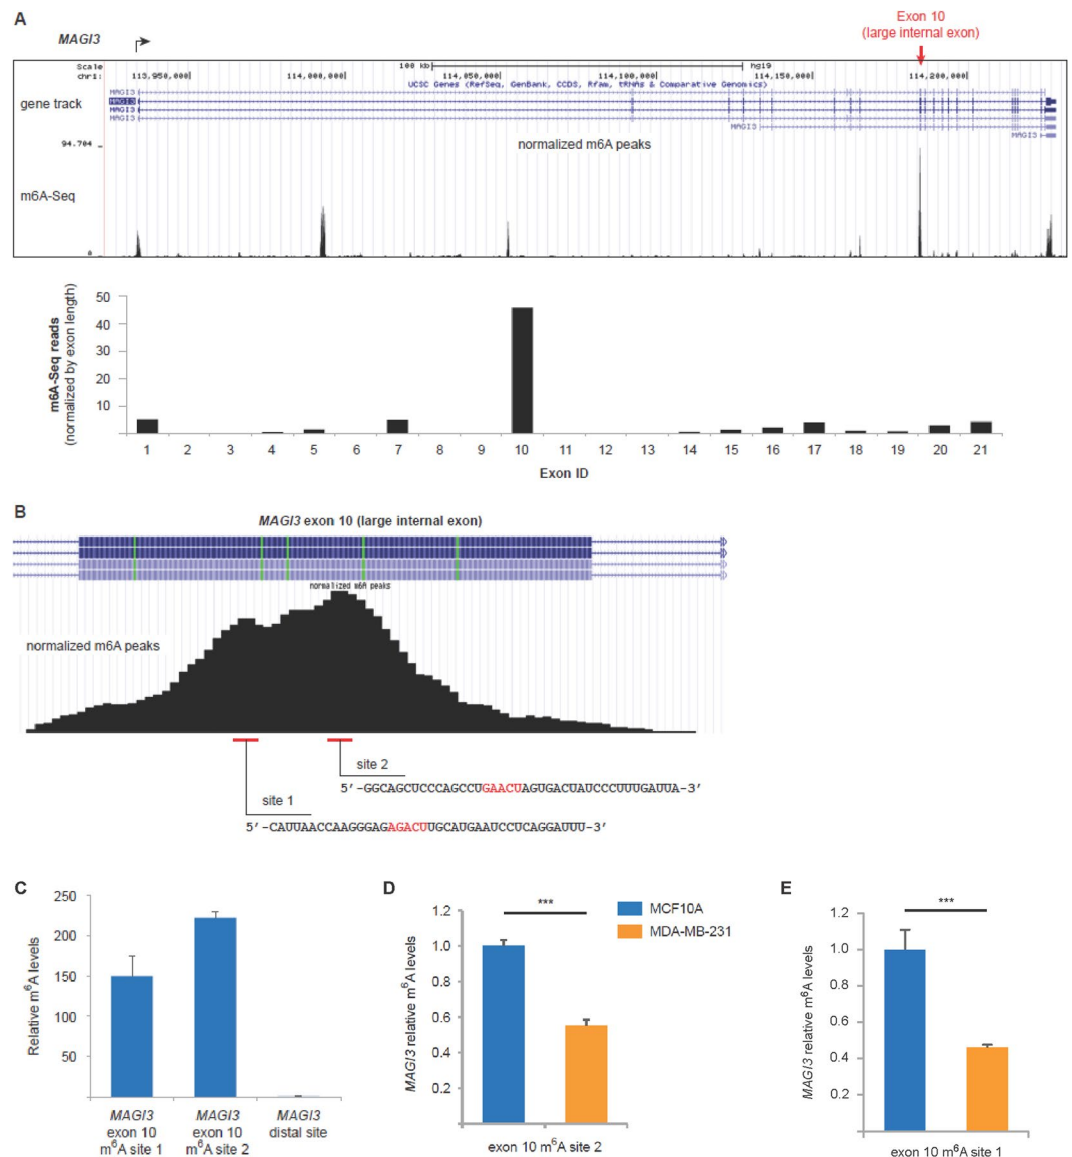 A
MAGI3
Exon 10
(large internal exon)
Scale
100 kb
hg19
chr1:
113,950,000
114,000,000
114,050,000
114,100,000
114,150,000
114,200,000
UCSC Genes (RefSeq, GenBank, CCDS, Rfam, tRNAs & Comparative Genomics)
gene track
MAGI3
MAGI3
MAGI3
MAGI3
MAGI3
MAGI3
94.704
normalized m6A peaks
m6A-Seq
0
m6A-Seq reads
(normalized by exon length)
50
40
30
20
10
1 2 3 4 5 6 7 8 9 10 11 12 13 14 15 16 17 18 19 20 21
Exon ID
B
MAGI3 exon 10 (large internal exon)
normalized m6A peaks
normalized m6A peaks
site 2
5’-GGCAGCUCCCAGCCUGAACUAGUGACUAUCCCUUUGAUUA-3’
site 1
5’-CAUUAACCAAGGGAGAGACUUGCAUGAAUCCUCAGGAUUU-3’
C
Relative m6A levels
250
200
150
100
50
MAGI3
exon 10
m6A site 1
MAGI3
exon 10
m6A site 2
MAGI3
distal site
D
MAGI3 relative m6A levels
1.2
1.0
0.8
0.6
0.4
0.2
***
MCF10A
MDA-MB-231
exon 10 m6A site 2
E
MAGI3 relative m6A levels
1.2
1.0
0.8
0.6
0.4
0.2
***
exon 10 m6A site 1